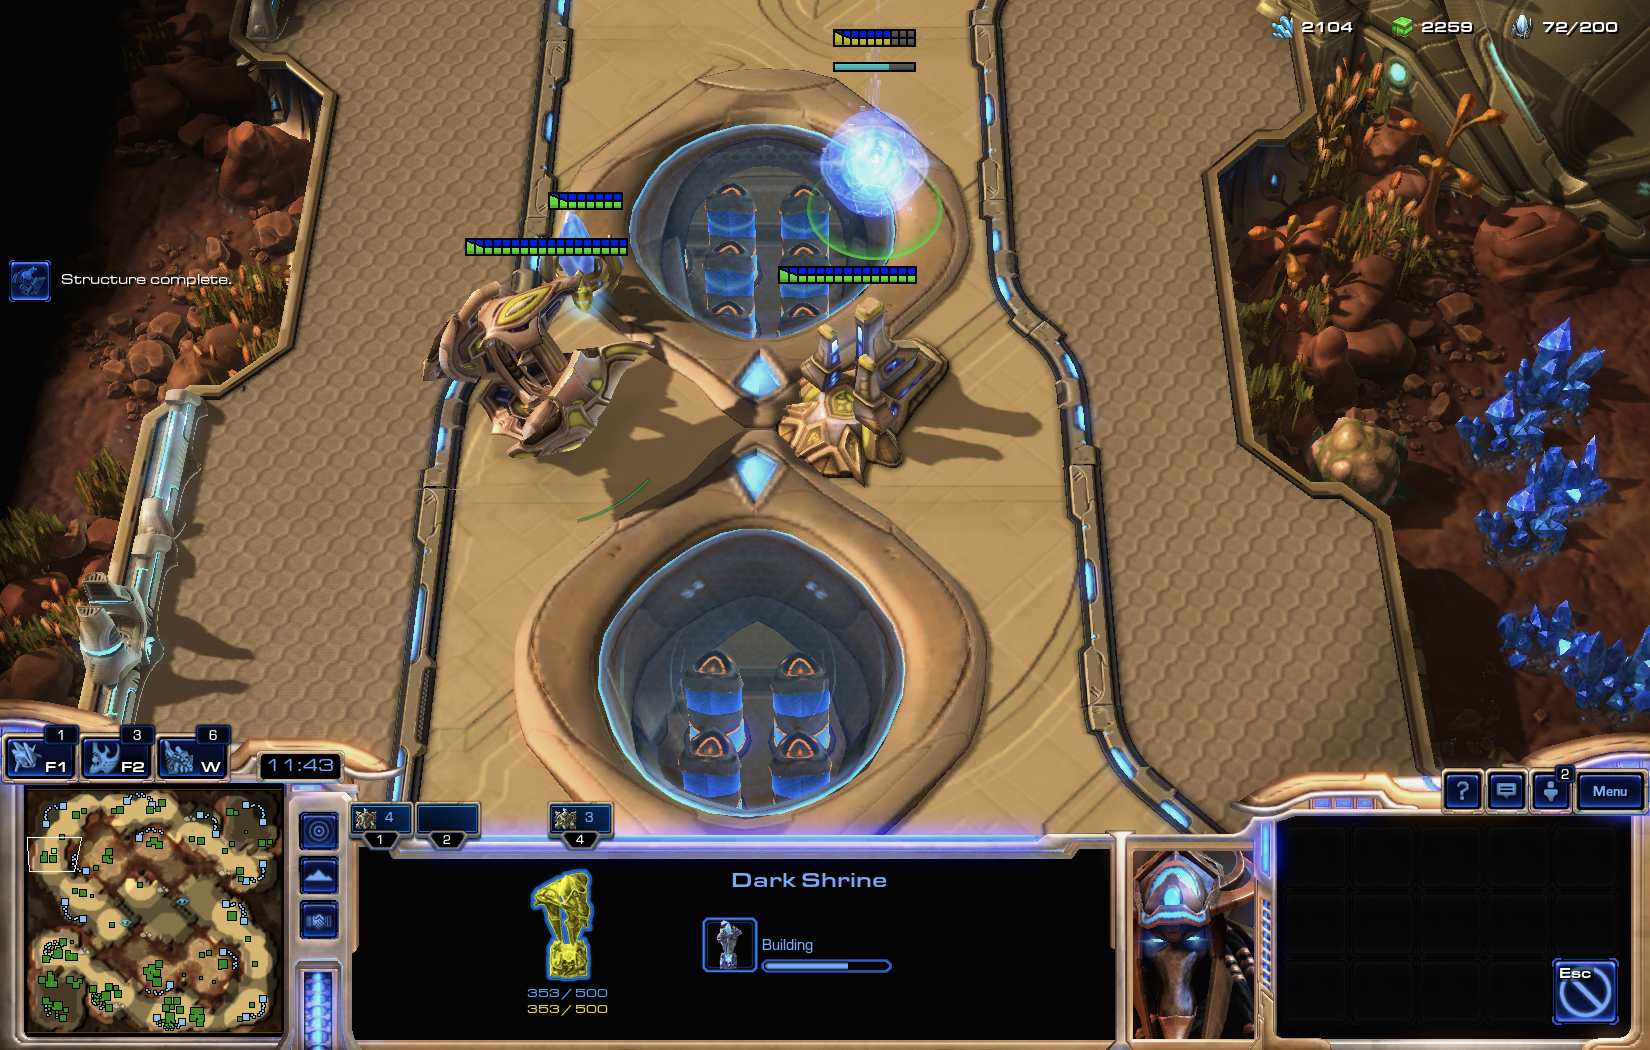 2104 2259 72/200
Structure complete.
1 3 6
F1 F2 W
11:43
4 3
1 2 4
2
? Menu
Dark Shrine
Building
353/500
353/500
Esc